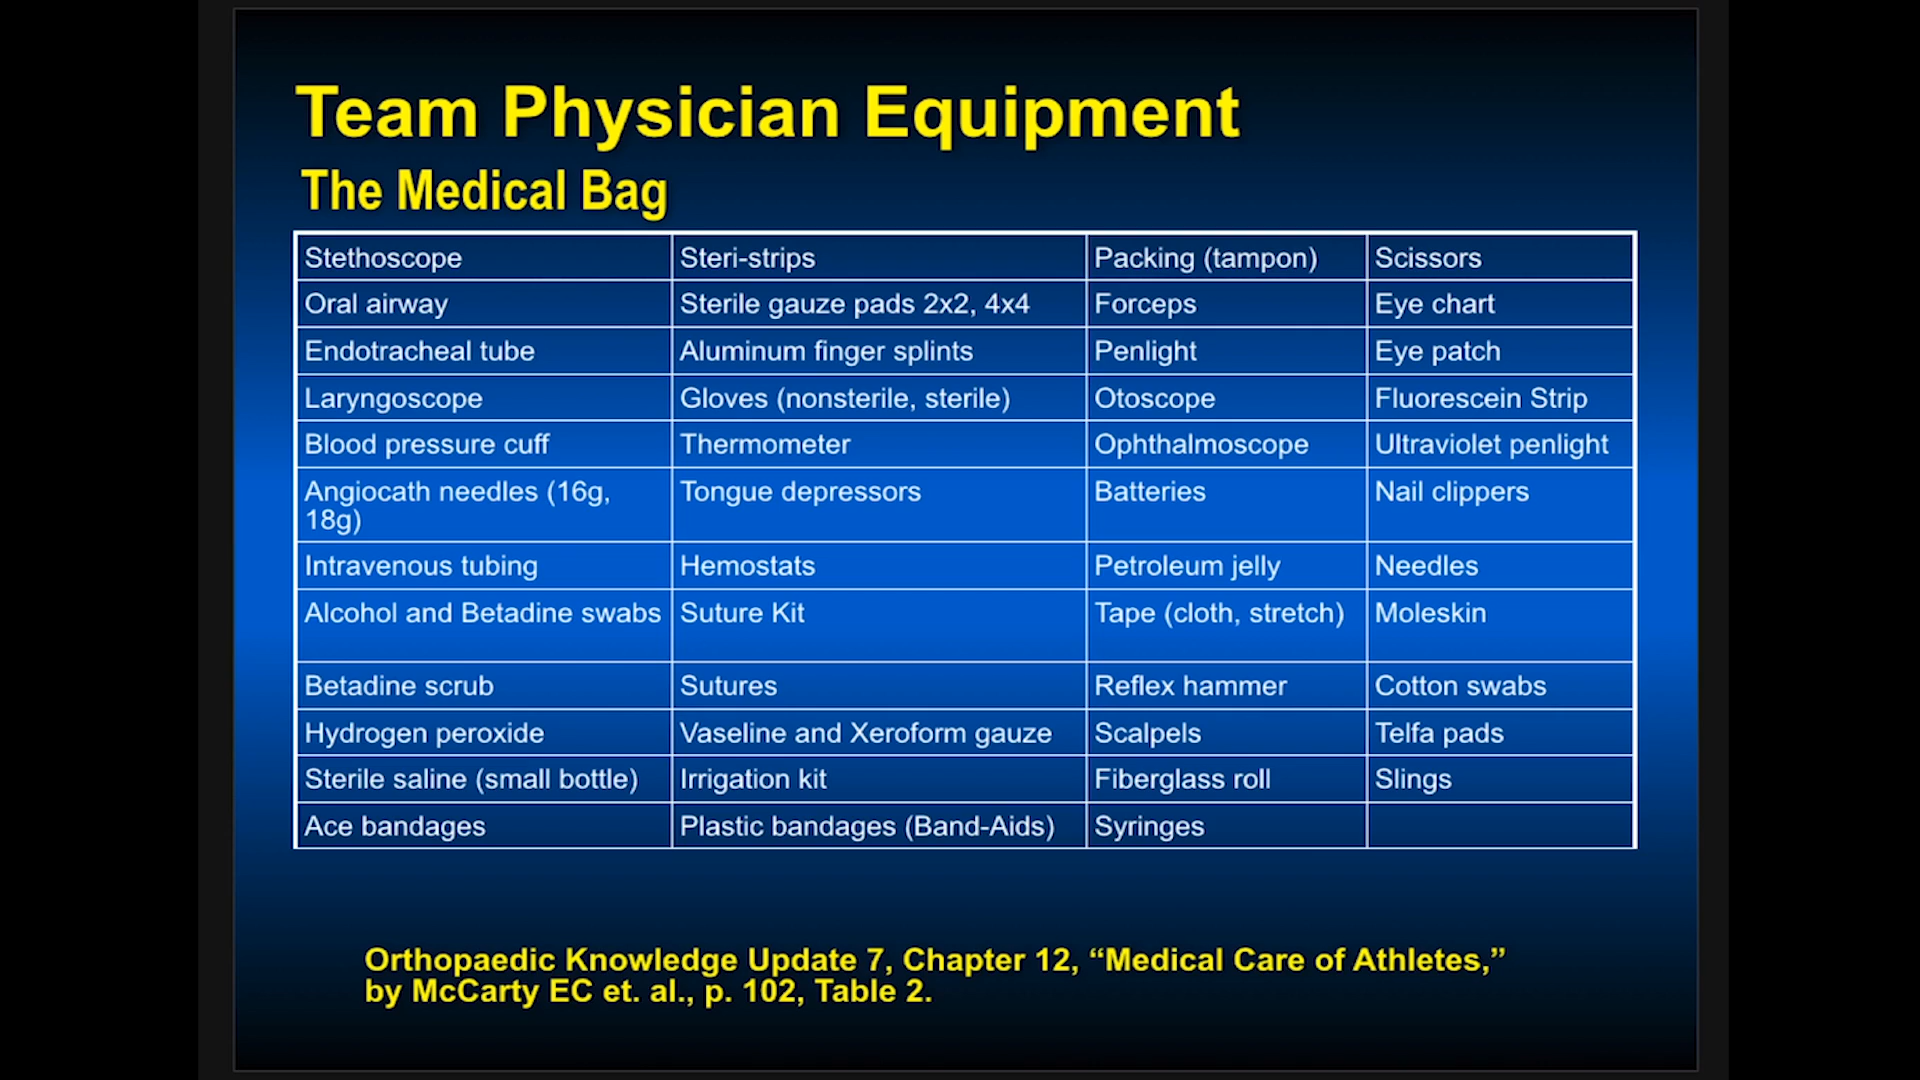 Team Physician Equipment
The Medical Bag
Stethoscope Steri-strips Packing (tampon) Scissors
Oral airway Sterile gauze pads 2x2, 4x4 Forceps Eye chart
Endotracheal tube Aluminum finger splints Penlight Eye patch
Laryngoscope Gloves (nonsterile, sterile) Otoscope Fluorescein Strip
Blood pressure cuff Thermometer Ophthalmoscope Ultraviolet penlight
Angiocath needles (16g, Tongue depressors Batteries Nail clippers
18g)
Intravenous tubing Hemostats Petroleum jelly Needles
Alcohol and Betadine swabs Suture Kit Tape (cloth, stretch) Moleskin
Betadine scrub Sutures Reflex hammer Cotton swabs
Hydrogen peroxide Vaseline and Xeroform gauze Scalpels Telfa pads
Sterile saline (small bottle) Irrigation kit Fiberglass roll Slings
Ace bandages Plastic bandages (Band-Aids) Syringes
Orthopaedic Knowledge Update 7, Chapter 12, “Medical Care of Athletes,”
by McCarty EC et. al., p. 102, Table 2.